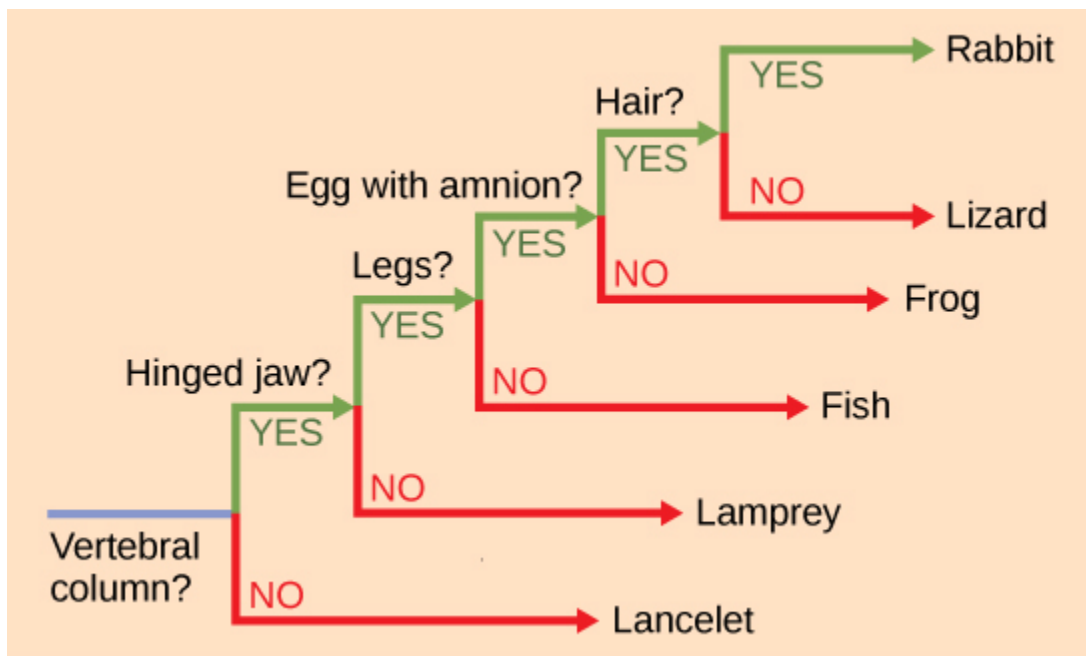 Rabbit
YES
Hair?
YES
NO
Lizard
Egg with amnion?
YES
NO
Frog
Legs?
YES
NO
Fish
Hinged jaw?
YES
NO
Lamprey
Vertebral
column?
NO
Lancelet